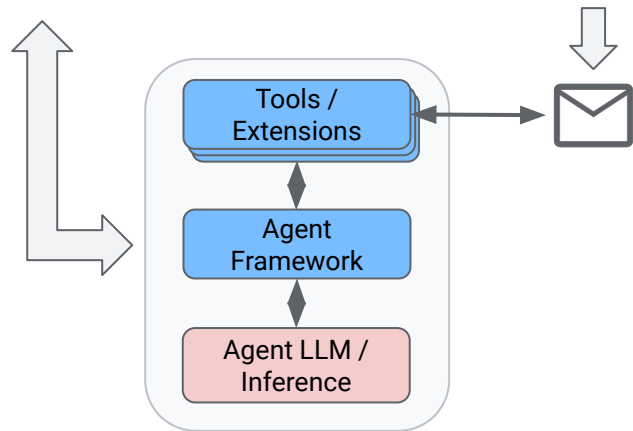 Tools /
Extensions
Agent
Framework
Agent LLM /
Inference